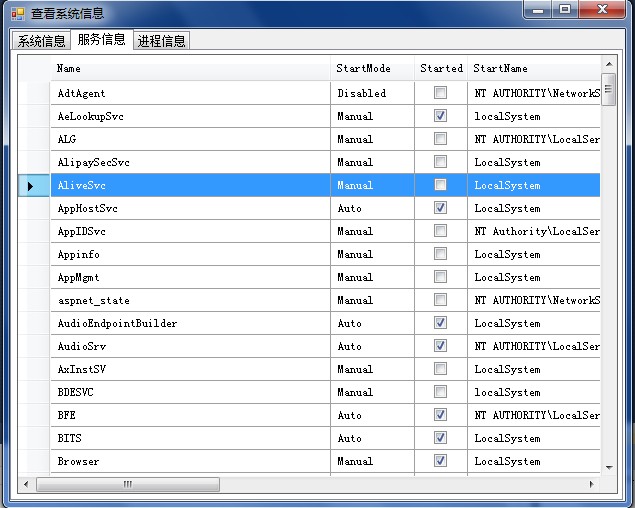 查看系统信息
系统信息 服务信息 进程信息
Name StartMode Started StartName
AdtAgent Disabled NT AUTHORITY\NetworkS
AeLookupSvc Manual localSystem
ALG Manual NT AUTHORITY\LocalSer
AlipaySecSvc Manual LocalSystem
AliveSvc Manual LocalSystem
AppHostSvc Auto LocalSystem
AppIDSvc Manual NT Authority\LocalSer
Appinfo Manual LocalSystem
AppMgmt Manual LocalSystem
aspnet_state Manual NT AUTHORITY\NetworkS
AudioEndpointBuilder Auto LocalSystem
AudioSrv Auto NT AUTHORITY\LocalSer
AxInstSV Manual LocalSystem
BDESVC Manual localSystem
BFE Auto NT AUTHORITY\LocalSer
BITS Auto LocalSystem
Browser Manual LocalSystem